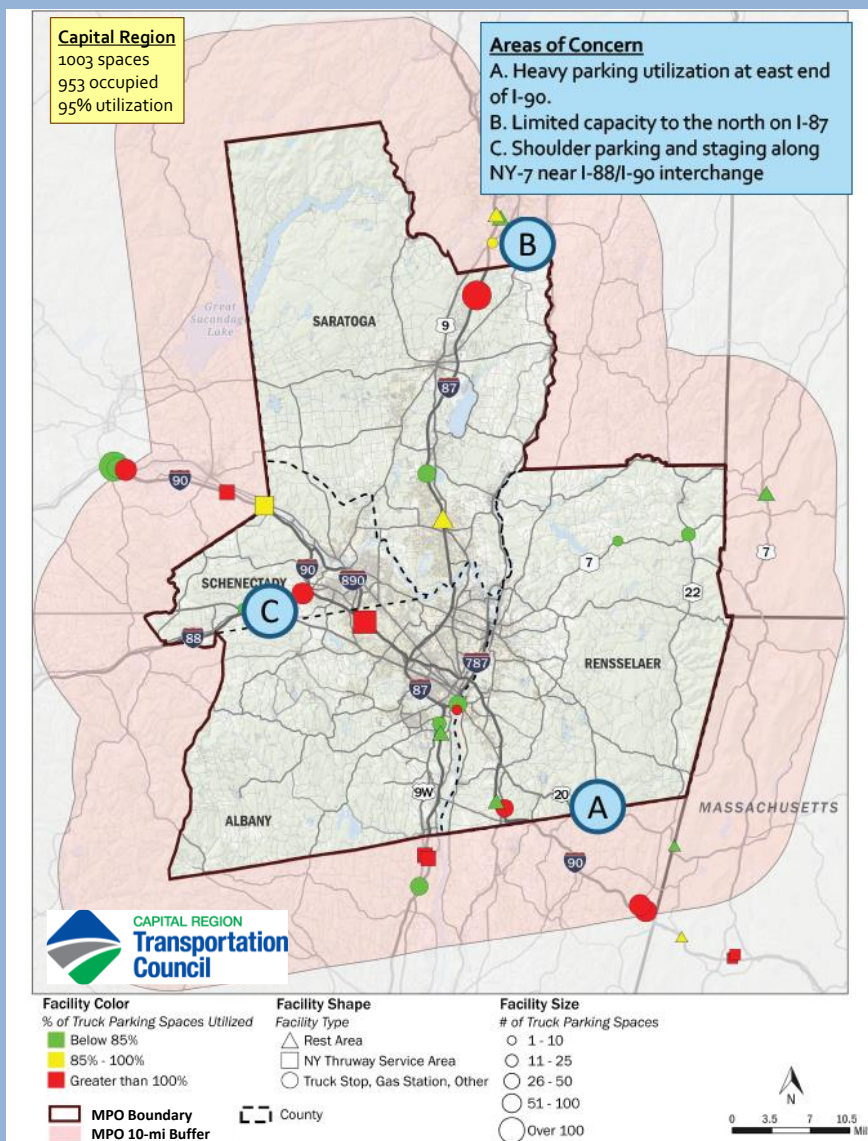 Capital Region
1003 spaces
953 occupied
95% utilization
Areas of Concern
A. Heavy parking utilization at east end
of I-90.
B. Limited capacity to the north on I-87
C. Shoulder parking and staging along
NY-7 near I-88/I-90 interchange
B
Great
Sacandaga
Lake
SARATOGA
9
87
90
7
7
SCHENECTADY
90
890
22
C
88
787
RENSSELAER
87
9W
20
A
ALBANY
MASSACHUSETTS
90
CAPITAL REGION
Transportation
Council
Facility Color
% of Truck Parking Spaces Utilized
Below 85%
85% - 100%
Greater than 100%
MPO Boundary
MPO 10-mi Buffer
Facility Shape
Facility Type
Rest Area
NY Thruway Service Area
Truck Stop, Gas Station, Other
County
Facility Size
# of Truck Parking Spaces
1 - 10
11 - 25
26 - 50
51 - 100
Over 100
N
0 3.5 7 10.5